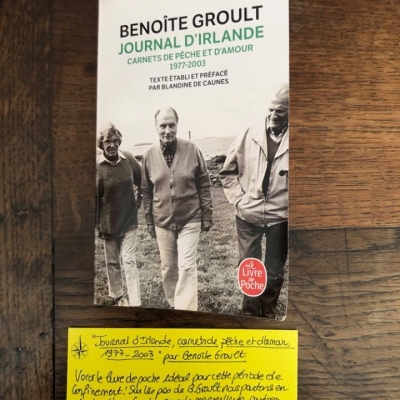 BENOÎTE GROULT
JOURNAL D'IRLANDE
CARNETS DE PÊCHE ET D'AMOUR
1977-2003
TEXTE ÉTABLI ET PRÉFACÉ
PAR BLANDINE DE CAUNES
Le
Livre
de
Poche
"Journal d'Irlande, carnets de pêche et d'amour,
1977-2003" par Benoîte Groult
Voici le livre de poche idéal pour cette période de
confinement! Sur les pas de B. Groult nous partons en